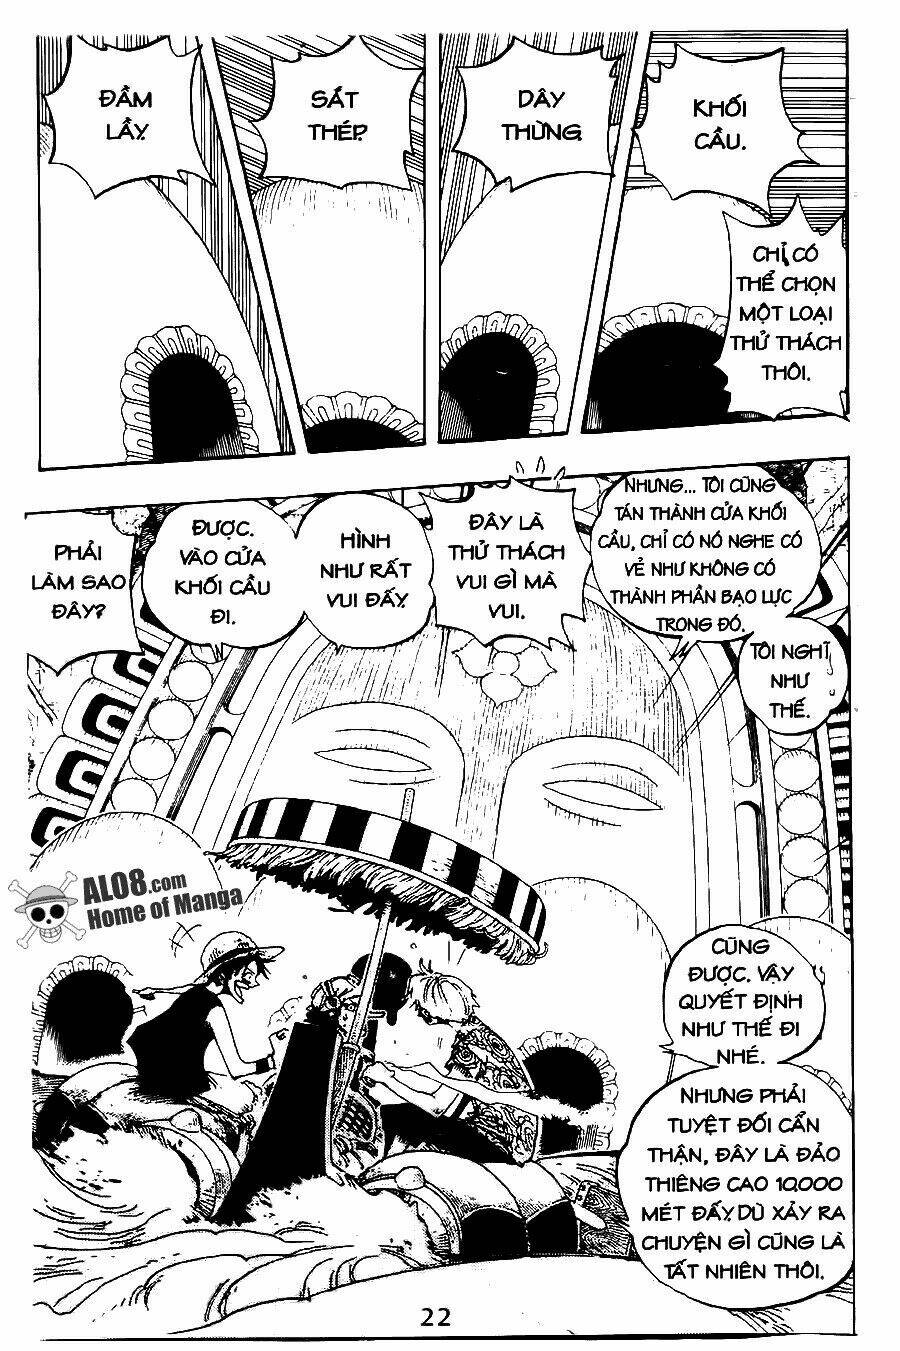 KHỐI
CẦU.
CHỈ CÓ
THỂ CHỌN
MỘT LOẠI
THỬ THÁCH
THÔI.
DÂY
THỪNG.
SẮT
THÉP.
ĐẦM
LẦY.
NHƯNG... TÔI CŨNG
TÁN THÀNH CỬA KHỐI
CẦU, CHỈ CÓ NÓ NGHE CÓ
VẺ NHƯ KHÔNG CÓ
THÀNH PHẦN BẠO LỰC
TRONG ĐÓ.
TÔI NGHĨ
NHƯ
THẾ.
ĐÂY LÀ
THỬ THÁCH
VUI GÌ MÀ
VUI.
HÌNH
NHƯ RẤT
VUI ĐẤY.
ĐƯỢC.
VÀO CỬA
KHỐI CẦU
ĐI.
PHẢI
LÀM SAO
ĐÂY?
CŨNG
ĐƯỢC. VẬY
QUYẾT ĐỊNH
NHƯ THẾ ĐI
NHÉ.
NHƯNG PHẢI
TUYỆT ĐỐI CẨN
THẬN, ĐÂY LÀ ĐẢO
THIÊNG CAO 10.000
MÉT ĐẤY. DÙ XẢY RA
CHUYỆN GÌ CŨNG LÀ
TẤT NHIÊN THÔI.
ALO8.com
Home of Manga
22